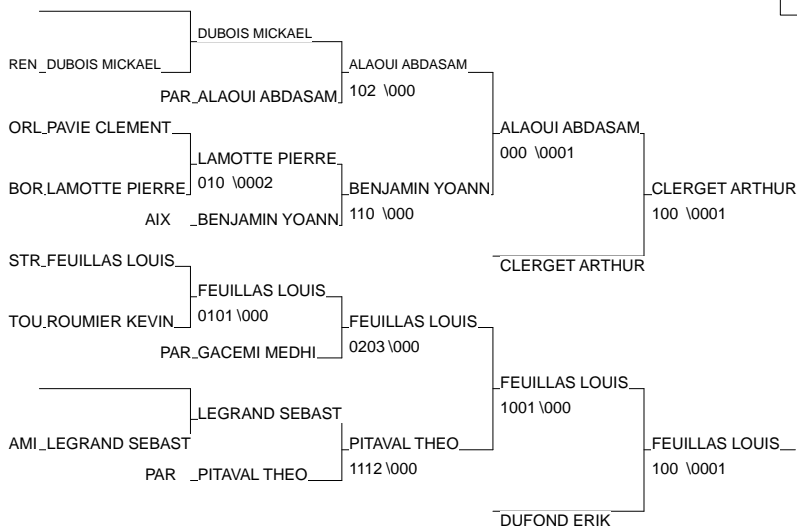 DUBOIS MICKAEL
REN DUBOIS MICKAEL
ALAOUI ABDASAM
PAR ALAOUI ABDASAM
102 \000
ORL PAVIE CLEMENT
ALAOUI ABDASAM
000 \0001
LAMOTTE PIERRE
BOR LAMOTTE PIERRE
010 \0002
BENJAMIN YOANN
CLERGET ARTHUR
AIX BENJAMIN YOANN
110 \000
100 \0001
STR FEUILLAS LOUIS
CLERGET ARTHUR
FEUILLAS LOUIS
TOU ROUMIER KEVIN
0101 \000
FEUILLAS LOUIS
PAR GACEMI MEDHI
0203 \000
FEUILLAS LOUIS
1001 \000
LEGRAND SEBAST
AMI LEGRAND SEBAST
PITAVAL THEO
FEUILLAS LOUIS
PAR PITAVAL THEO
1112 \000
100 \0001
DUFOND ERIK